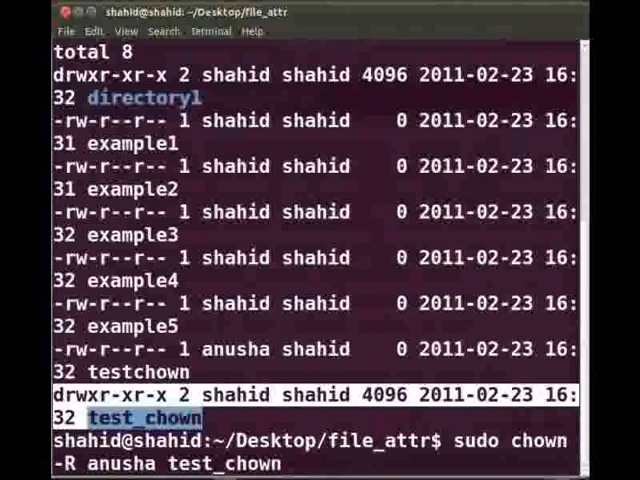 shahid@shahid: ~/Desktop/file_attr
File Edit View Search Terminal Help
total 8
drwxr-xr-x 2 shahid shahid 4096 2011-02-23 16:
32 directory1
-rw-r--r-- 1 shahid shahid    0 2011-02-23 16:
31 example1
-rw-r--r-- 1 shahid shahid    0 2011-02-23 16:
31 example2
-rw-r--r-- 1 shahid shahid    0 2011-02-23 16:
32 example3
-rw-r--r-- 1 shahid shahid    0 2011-02-23 16:
32 example4
-rw-r--r-- 1 shahid shahid    0 2011-02-23 16:
32 example5
-rw-r--r-- 1 anusha shahid    0 2011-02-23 16:
32 testchown
drwxr-xr-x 2 shahid shahid 4096 2011-02-23 16:
32 test_chown
shahid@shahid:~/Desktop/file_attr$ sudo chown
-R anusha test_chown